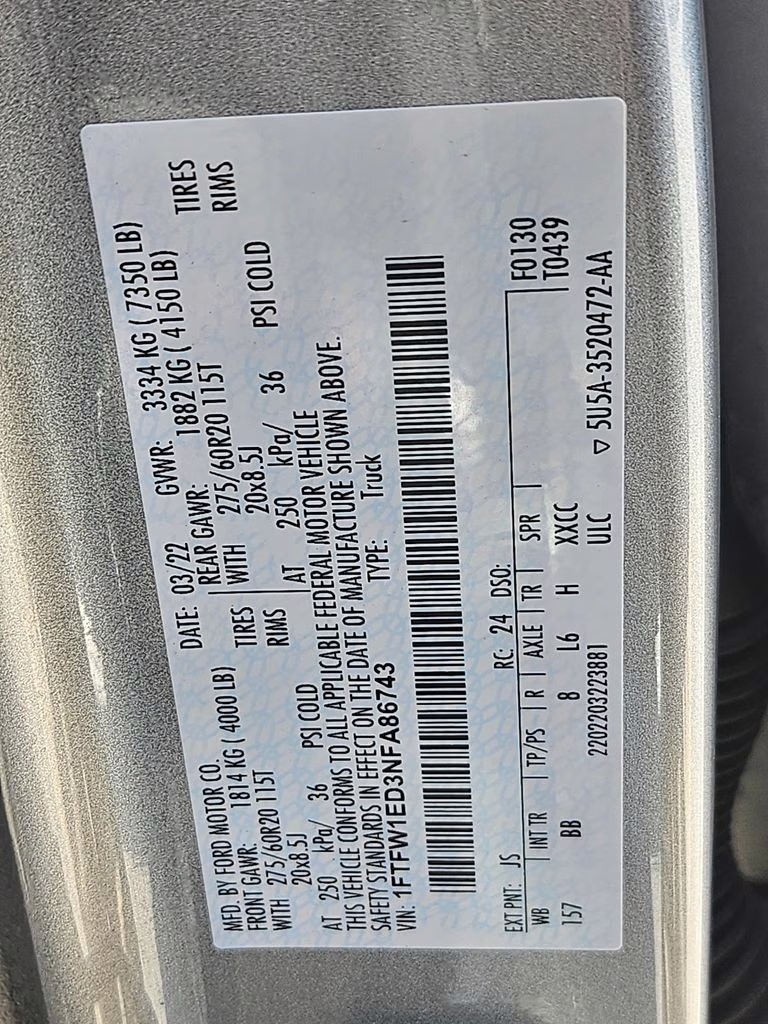 MFD. BY FORD MOTOR CO.
DATE: 03/22 GVWR: 3334 KG ( 7350 LB)
FRONT GAWR: 1814 KG ( 4000 LB)
REAR GAWR: 1882 KG ( 4150 LB)
WITH 275/60R20 115T TIRES
WITH 275/60R20 115T TIRES
20x8.5J RIMS
20x8.5J RIMS
AT 250 kPa/ 36 PSI COLD
AT 250 kPa/ 36 PSI COLD
THIS VEHICLE CONFORMS TO ALL APPLICABLE FEDERAL MOTOR VEHICLE
SAFETY STANDARDS IN EFFECT ON THE DATE OF MANUFACTURE SHOWN ABOVE.
VIN: 1FTFW1ED3NFA86743 TYPE: Truck
EXT PNT: JS RC: 24 DSO: F0130
WB INT TR TP/PS R AXLE TR SPR T0439
157 BB 8 L6 H XXCC
2202203223881 ULC ▽ 5U5A-3520472-AA